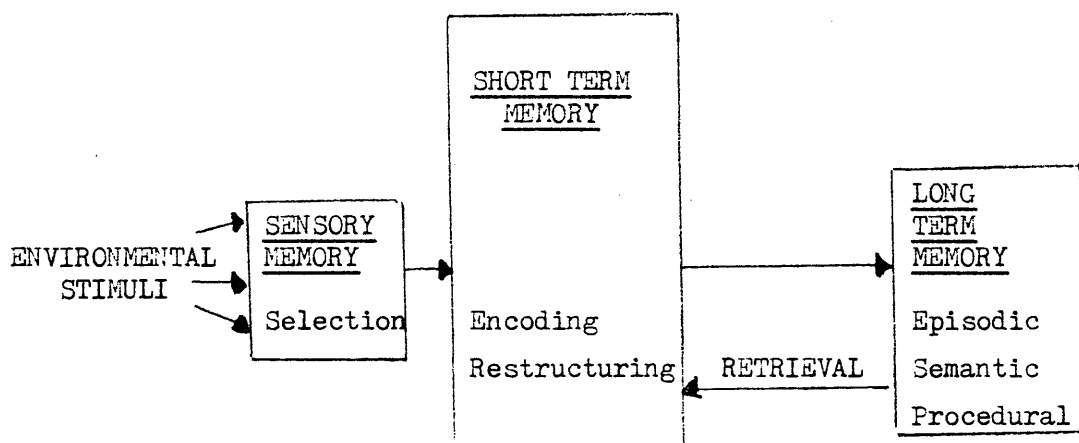 ENVIRONMENTAL
STIMULI
SENSORY
MEMORY
Selection
SHORT TERM
MEMORY
Encoding
Restructuring
RETRIEVAL
LONG
TERM
MEMORY
Episodic
Semantic
Procedural